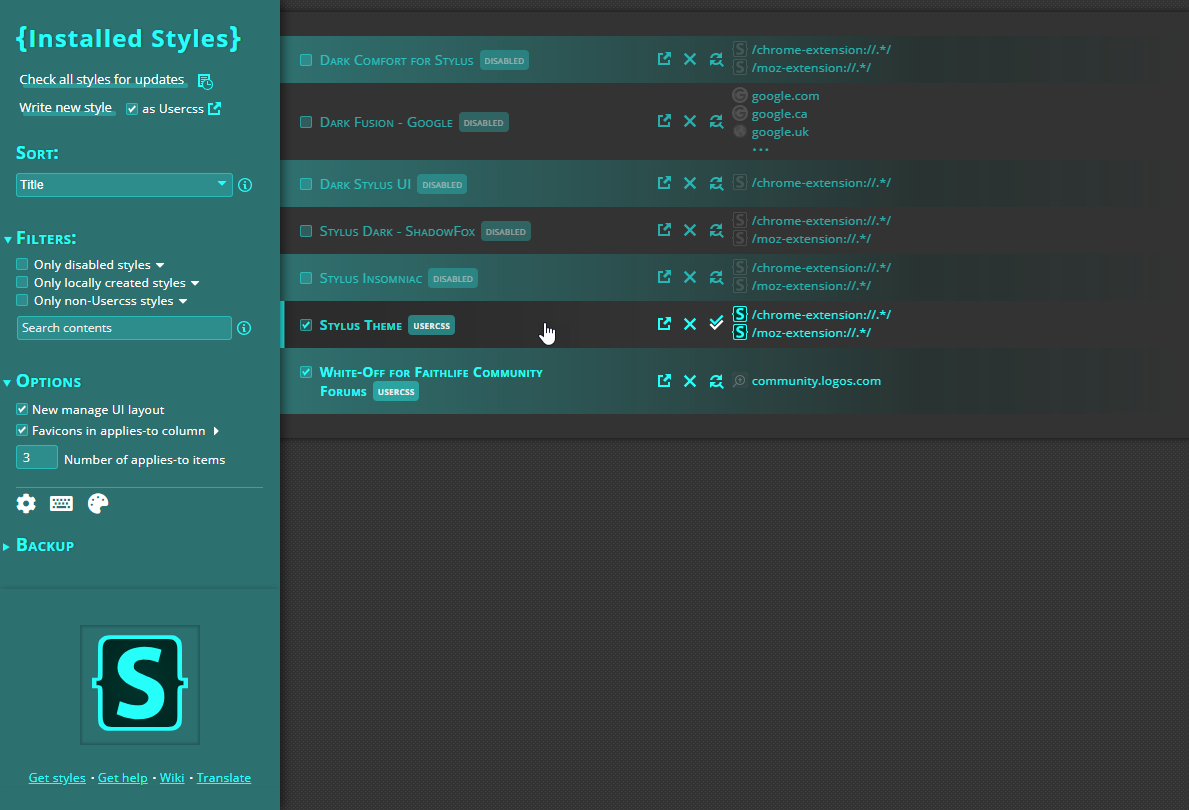 {Installed Styles}
Check all styles for updates
Write new style as Usercss
Sort:
Title
Filters:
Only disabled styles
Only locally created styles
Only non-Usercss styles
Search contents
Options
New manage UI layout
Favicons in applies-to column
3 Number of applies-to items
Backup
{S}
Get styles • Get help • Wiki • Translate
Dark Comfort for Stylus DISABLED
/chrome-extension://.*/
/moz-extension://.*/
Dark Fusion - Google DISABLED
google.com
google.ca
google.uk
...
Dark Stylus UI DISABLED
/chrome-extension://.*/
Stylus Dark - ShadowFox DISABLED
/chrome-extension://.*/
/moz-extension://.*/
Stylus Insomniac DISABLED
/chrome-extension://.*/
/moz-extension://.*/
Stylus Theme USERCSS
/chrome-extension://.*/
/moz-extension://.*/
White-Off for Faithlife Community
Forums USERCSS
community.logos.com